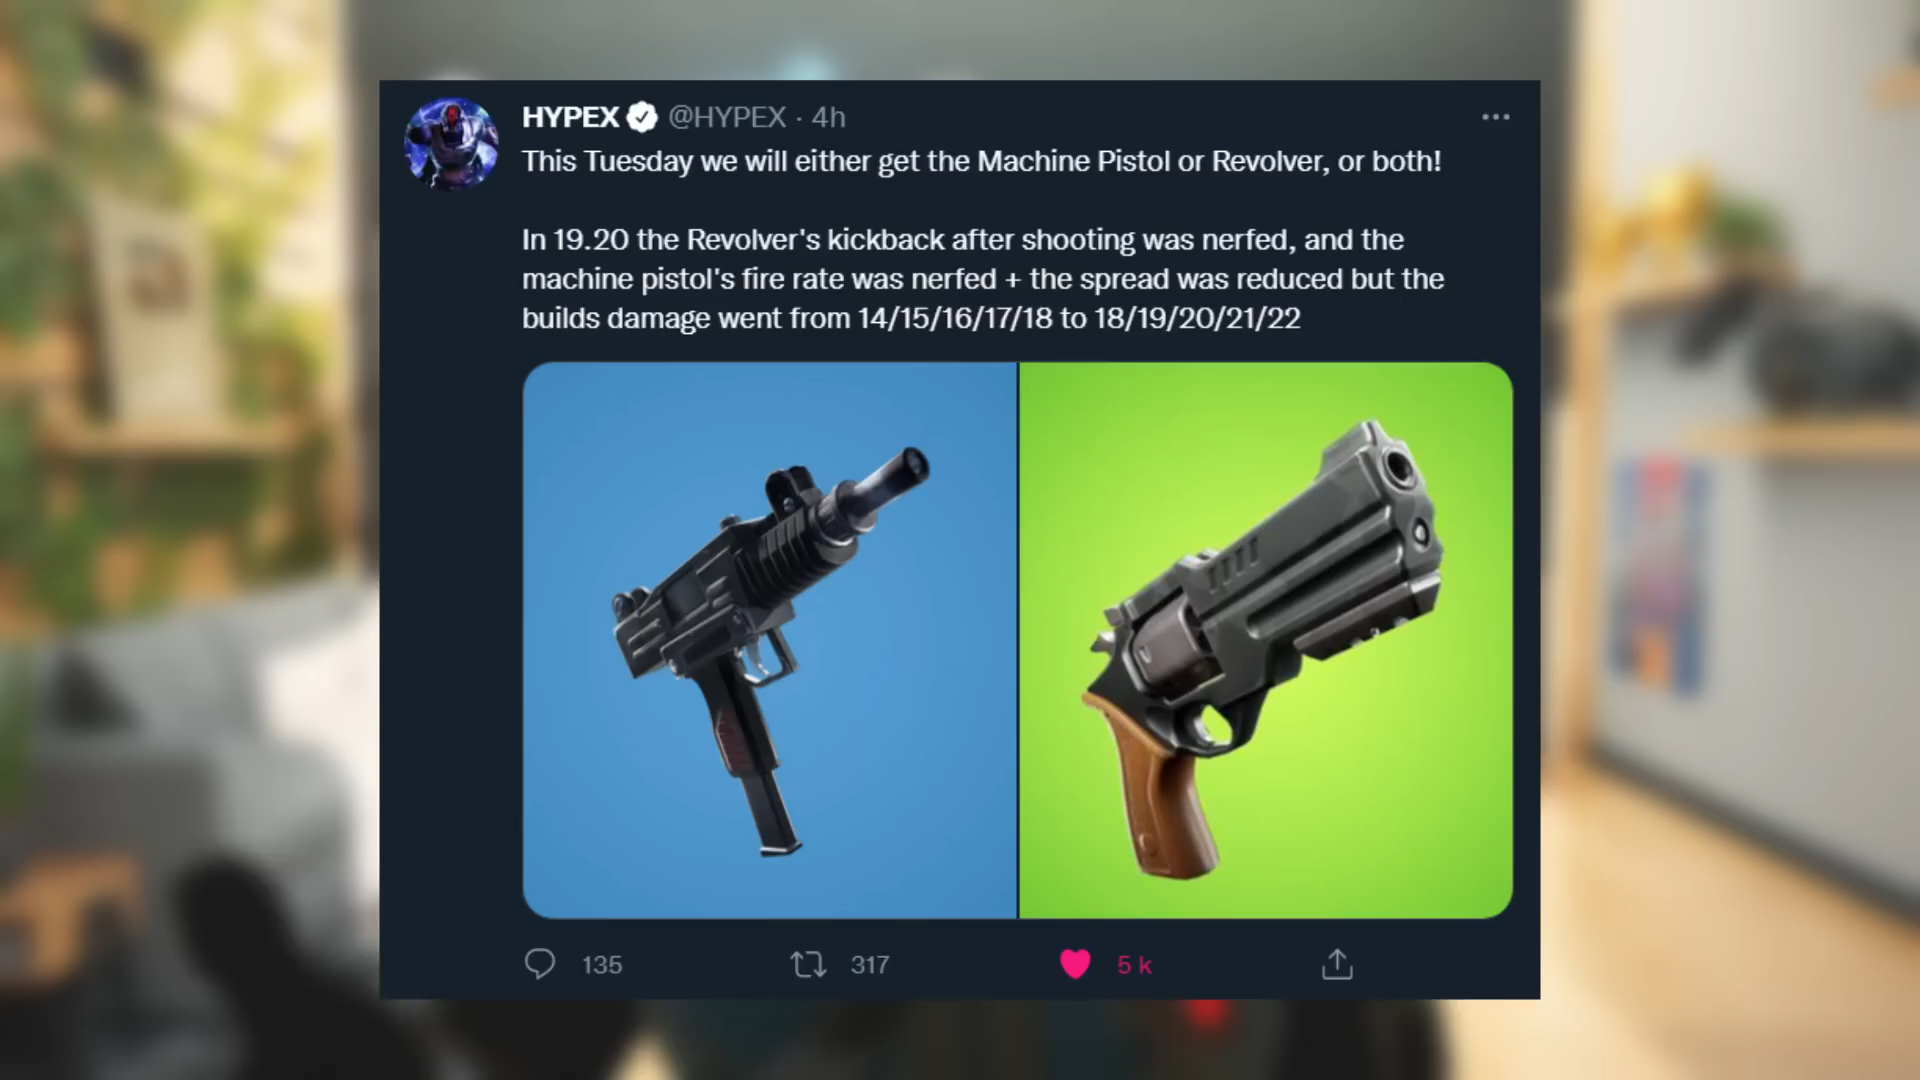 HYPEX @HYPEX · 4h
This Tuesday we will either get the Machine Pistol or Revolver, or both!
In 19.20 the Revolver's kickback after shooting was nerfed, and the
machine pistol's fire rate was nerfed + the spread was reduced but the
builds damage went from 14/15/16/17/18 to 18/19/20/21/22
135 317 5 k